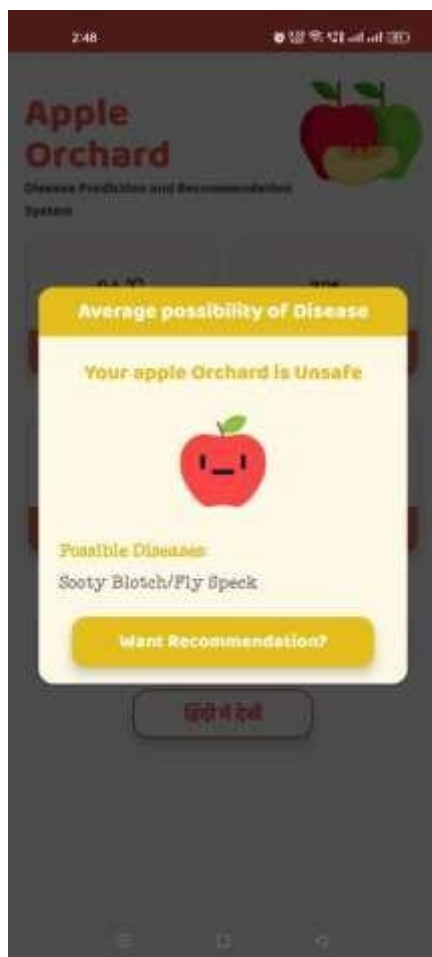 2:48
Apple
Orchard
Disease Prediction and Recommendation
System
Average possibility of Disease
Your apple Orchard is Unsafe
Possible Diseases
Sooty Blotch/Fly Speck
Want Recommendation?
हिंदी में देखें